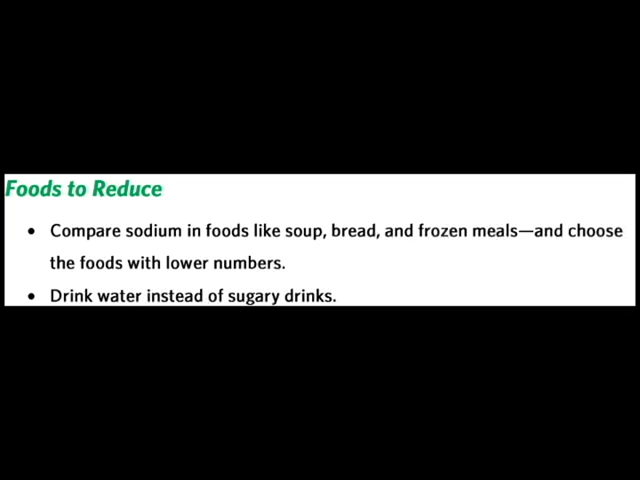 Foods to Reduce
• Compare sodium in foods like soup, bread, and frozen meals—and choose
the foods with lower numbers.
• Drink water instead of sugary drinks.